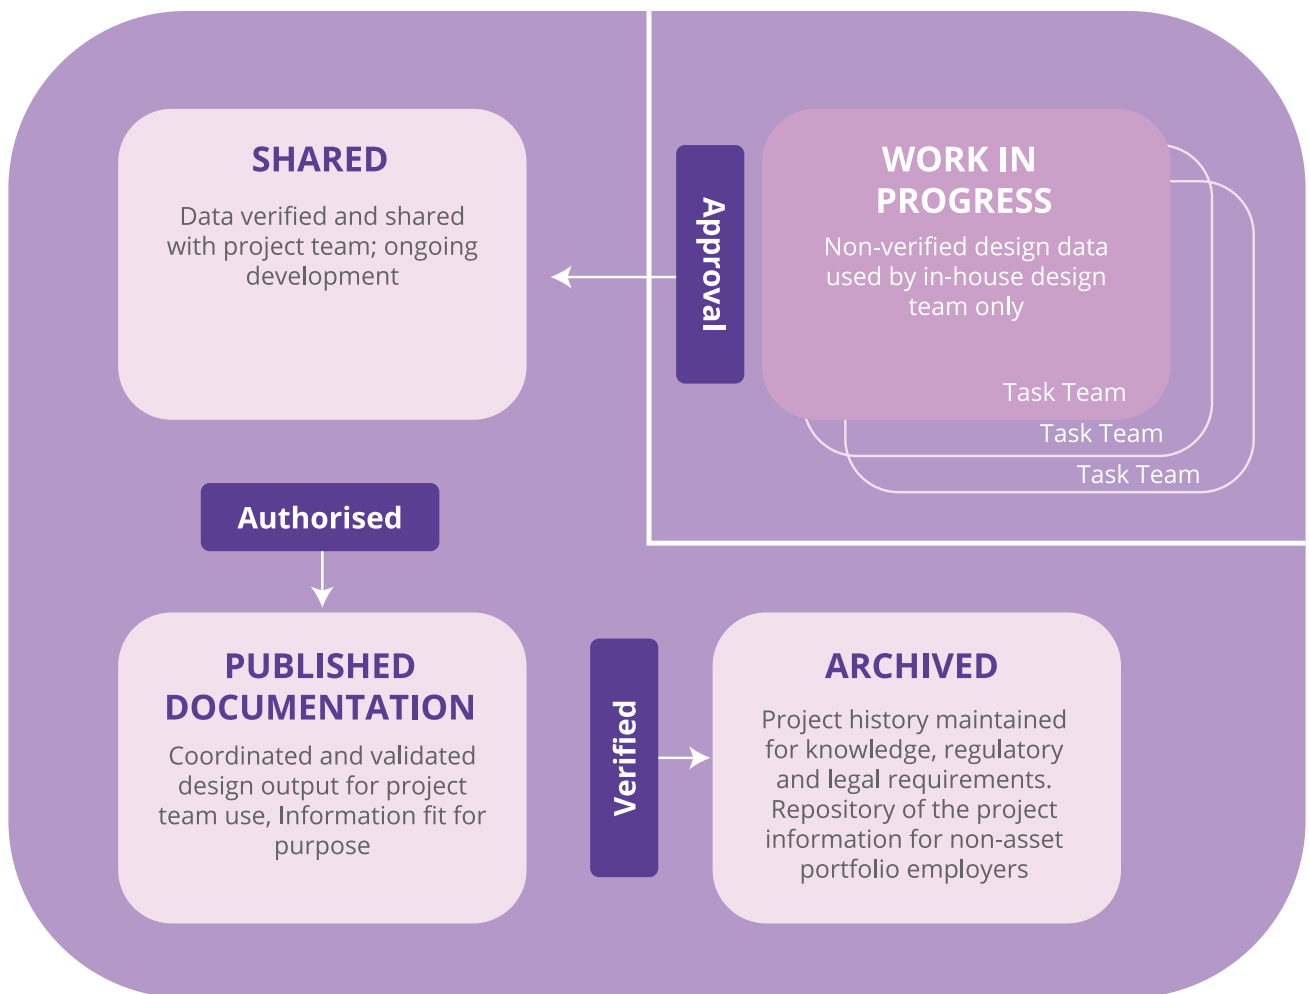 SHARED
Data verified and shared
with project team; ongoing
development
Approval
WORK IN
PROGRESS
Non-verified design data
used by in-house design
team only
Task Team
Task Team
Task Team
Authorised
PUBLISHED
DOCUMENTATION
Coordinated and validated
design output for project
team use, Information fit for
purpose
Verified
ARCHIVED
Project history maintained
for knowledge, regulatory
and legal requirements.
Repository of the project
information for non-asset
portfolio employers